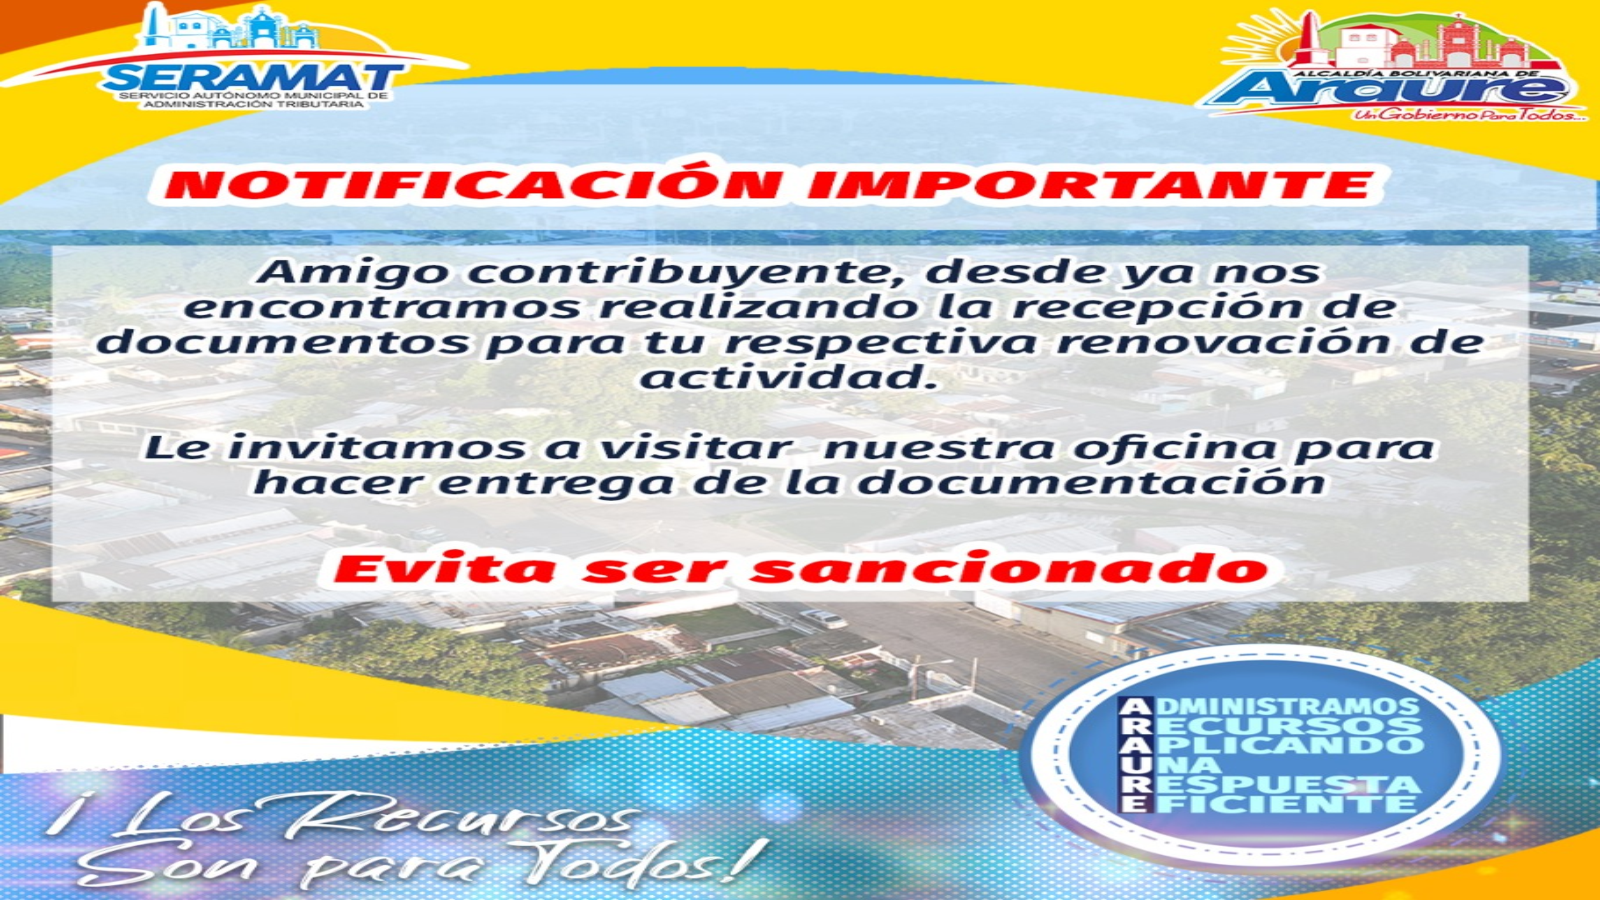 SERAMAT
SERVICIO AUTÓNOMO MUNICIPAL DE
ADMINISTRACIÓN TRIBUTARIA
ALCALDÍA BOLIVARIANA DE
Araure
Un Gobierno Para Todos...
NOTIFICACIÓN IMPORTANTE
Amigo contribuyente, desde ya nos
encontramos realizando la recepción de
documentos para tu respectiva renovación de
actividad.
Le invitamos a visitar nuestra oficina para
hacer entrega de la documentación
Evita ser sancionado
ADMINISTRAMOS
RECURSOS
APLICANDO
UNA
RESPUESTA
EFICIENTE
¡Los Recursos
Son para Todos!